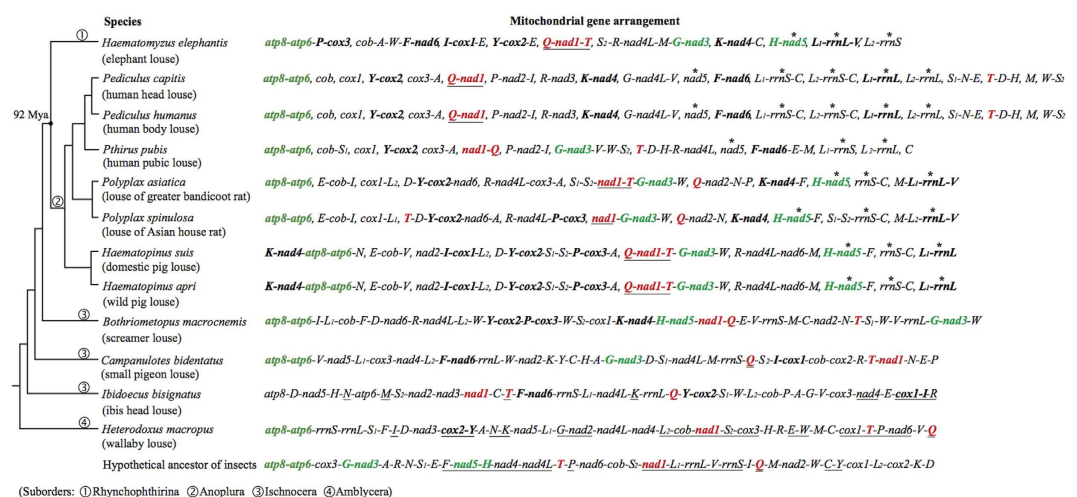 Species Mitochondrial gene arrangement
① Haematomyzus elephantis atp8-atp6-P-cox3, cob-A-W-F-nad6, I-cox1-E, Y-cox2-E, Q-nad1-T, S2-R-nad4L-M-G-nad3, K-nad4-C, H-nad5*, L1-rrnL*-V, L2-rrnS
(elephant louse)
Pediculus capitis atp8-atp6, cob, cox1, Y-cox2, cox3-A, Q-nad1, P-nad2-I, R-nad3, K-nad4, G-nad4L-V, nad5*, F-nad6, L1-rrnS*-C, L2-rrnS*-C, L1-rrnL*, L2-rrnL*, S1-N-E, T-D-H, M, W-S2
(human head louse)
92 Mya
Pediculus humanus atp8-atp6, cob, cox1, Y-cox2, cox3-A, Q-nad1, P-nad2-I, R-nad3, K-nad4, G-nad4L-V, nad5*, F-nad6, L1-rrnS*-C, L2-rrnS*-C, L1-rrnL*, L2-rrnL*, S1-N-E, T-D-H, M, W-S2
(human body louse)
Pthirus pubis atp8-atp6, cob-S1, cox1, Y-cox2, cox3-A, nad1-Q, P-nad2-I, G-nad3-V-W-S2, T-D-H-R-nad4L, nad5*, F-nad6-E-M, L1-rrnS*, L2-rrnL*, C
(human pubic louse)
Polyplax asiatica atp8-atp6, E-cob-I, cox1-L2, D-Y-cox2-nad6, R-nad4L-cox3-A, S1-S2-nad1-T-G-nad3-W, Q-nad2-N-P, K-nad4-F, H-nad5*, rrnS*-C, M-L1-rrnL*-V
(louse of greater bandicoot rat)
②
Polyplax spinulosa atp8-atp6, E-cob-I, cox1-L1, T-D-Y-cox2-nad6-A, R-nad4L-P-cox3, nad1-G-nad3-W, Q-nad2-N, K-nad4, H-nad5*-F, S1-S2-rrnS*-C, M-L2-rrnL*-V
(louse of Asian house rat)
Haematopinus suis K-nad4-atp8-atp6-N, E-cob-V, nad2-I-cox1-L2, D-Y-cox2-S1-S2-P-cox3-A, Q-nad1-T-G-nad3-W, R-nad4L-nad6-M, H-nad5*-F, rrnS*-C, L1-rrnL*
(domestic pig louse)
Haematopinus apri K-nad4-atp8-atp6-N, E-cob-V, nad2-I-cox1-L2, D-Y-cox2-S1-S2-P-cox3-A, Q-nad1-T-G-nad3-W, R-nad4L-nad6-M, H-nad5*-F, rrnS*-C, L1-rrnL*
(wild pig louse)
③ Bothriometopus macrocnemis atp8-atp6-I-L1-cob-F-D-nad6-R-nad4L-L2-W-Y-cox2-P-cox3-W-S2-cox1-K-nad4-H-nad5-nad1-Q-E-V-rrnS-M-C-nad2-N-T-S1-W-V-rrnL-G-nad3-W
(screamer louse)
③ Campanulotes bidentatus atp8-atp6-V-nad5-L1-cox3-nad4-L2-F-nad6-rrnL-W-nad2-K-Y-C-H-A-G-nad3-D-S1-nad4L-M-rrnS-Q-S2-I-cox1-cob-cox2-R-T-nad1-N-E-P
(small pigeon louse)
③ Ibidoecus bisignatus atp8-D-nad5-H-N-atp6-M-S2-nad2-nad3-nad1-C-T-F-nad6-rrnS-L1-nad4L-K-rrnL-Q-Y-cox2-S1-W-L2-cob-P-A-G-V-cox3-nad4-E-cox1-I-R
(ibis head louse)
④ Heterodoxus macropus atp8-atp6-rrnS-rrnL-S1-F-I-D-nad3-cox2-Y-A-N-K-nad5-L1-G-nad2-nad4L-nad4-L2-cob-nad1-S2-cox3-H-R-E-W-M-C-cox1-T-P-nad6-V-Q
(wallaby louse)
Hypothetical ancestor of insects atp8-atp6-cox3-G-nad3-A-R-N-S1-E-F-nad5-H-nad4-nad4L-T-P-nad6-cob-S2-nad1-L1-rrnL-V-rrnS-I-Q-M-nad2-W-C-Y-cox1-L2-cox2-K-D
(Suborders: ①Rhynchophthirina ②Anoplura ③Ischnocera ④Amblycera)